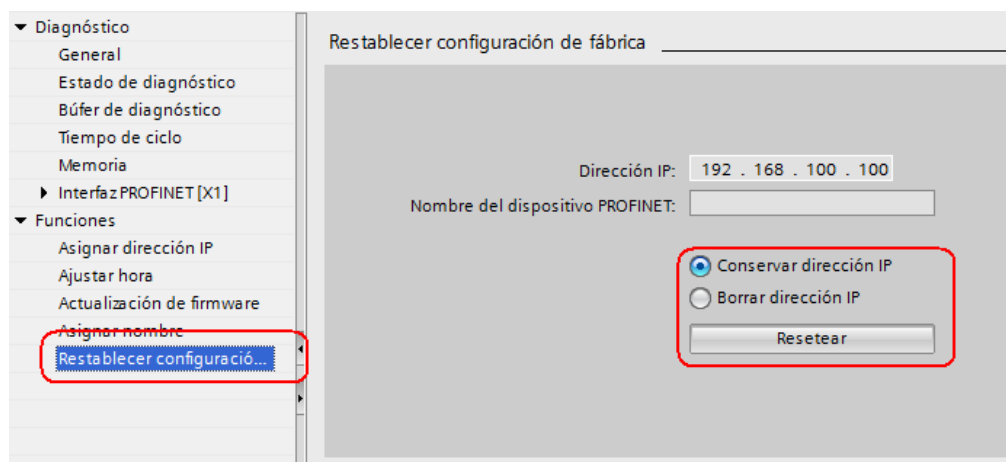 Diagnóstico
General
Estado de diagnóstico
Búfer de diagnóstico
Tiempo de ciclo
Memoria
Interfaz PROFINET [X1]
Funciones
Asignar dirección IP
Ajustar hora
Actualización de firmware
Asignar nombre
Restablecer configuració...
Restablecer configuración de fábrica
Dirección IP: 192 . 168 . 100 . 100
Nombre del dispositivo PROFINET:
Conservar dirección IP
Borrar dirección IP
Resetear